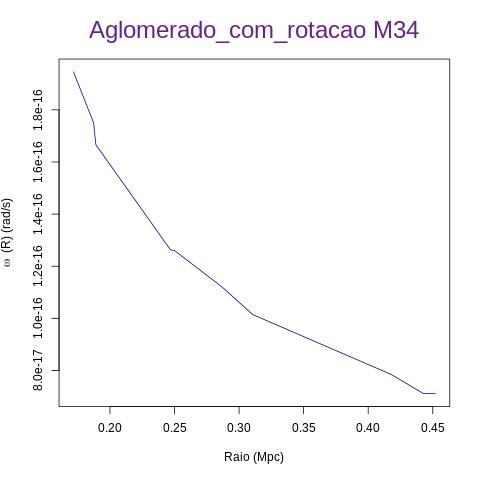 Aglomerado_com_rotacao M34
ω (R) (rad/s)
1.8e-16
1.6e-16
1.4e-16
1.2e-16
1.0e-16
8.0e-17
0.20 0.25 0.30 0.35 0.40 0.45
Raio (Mpc)